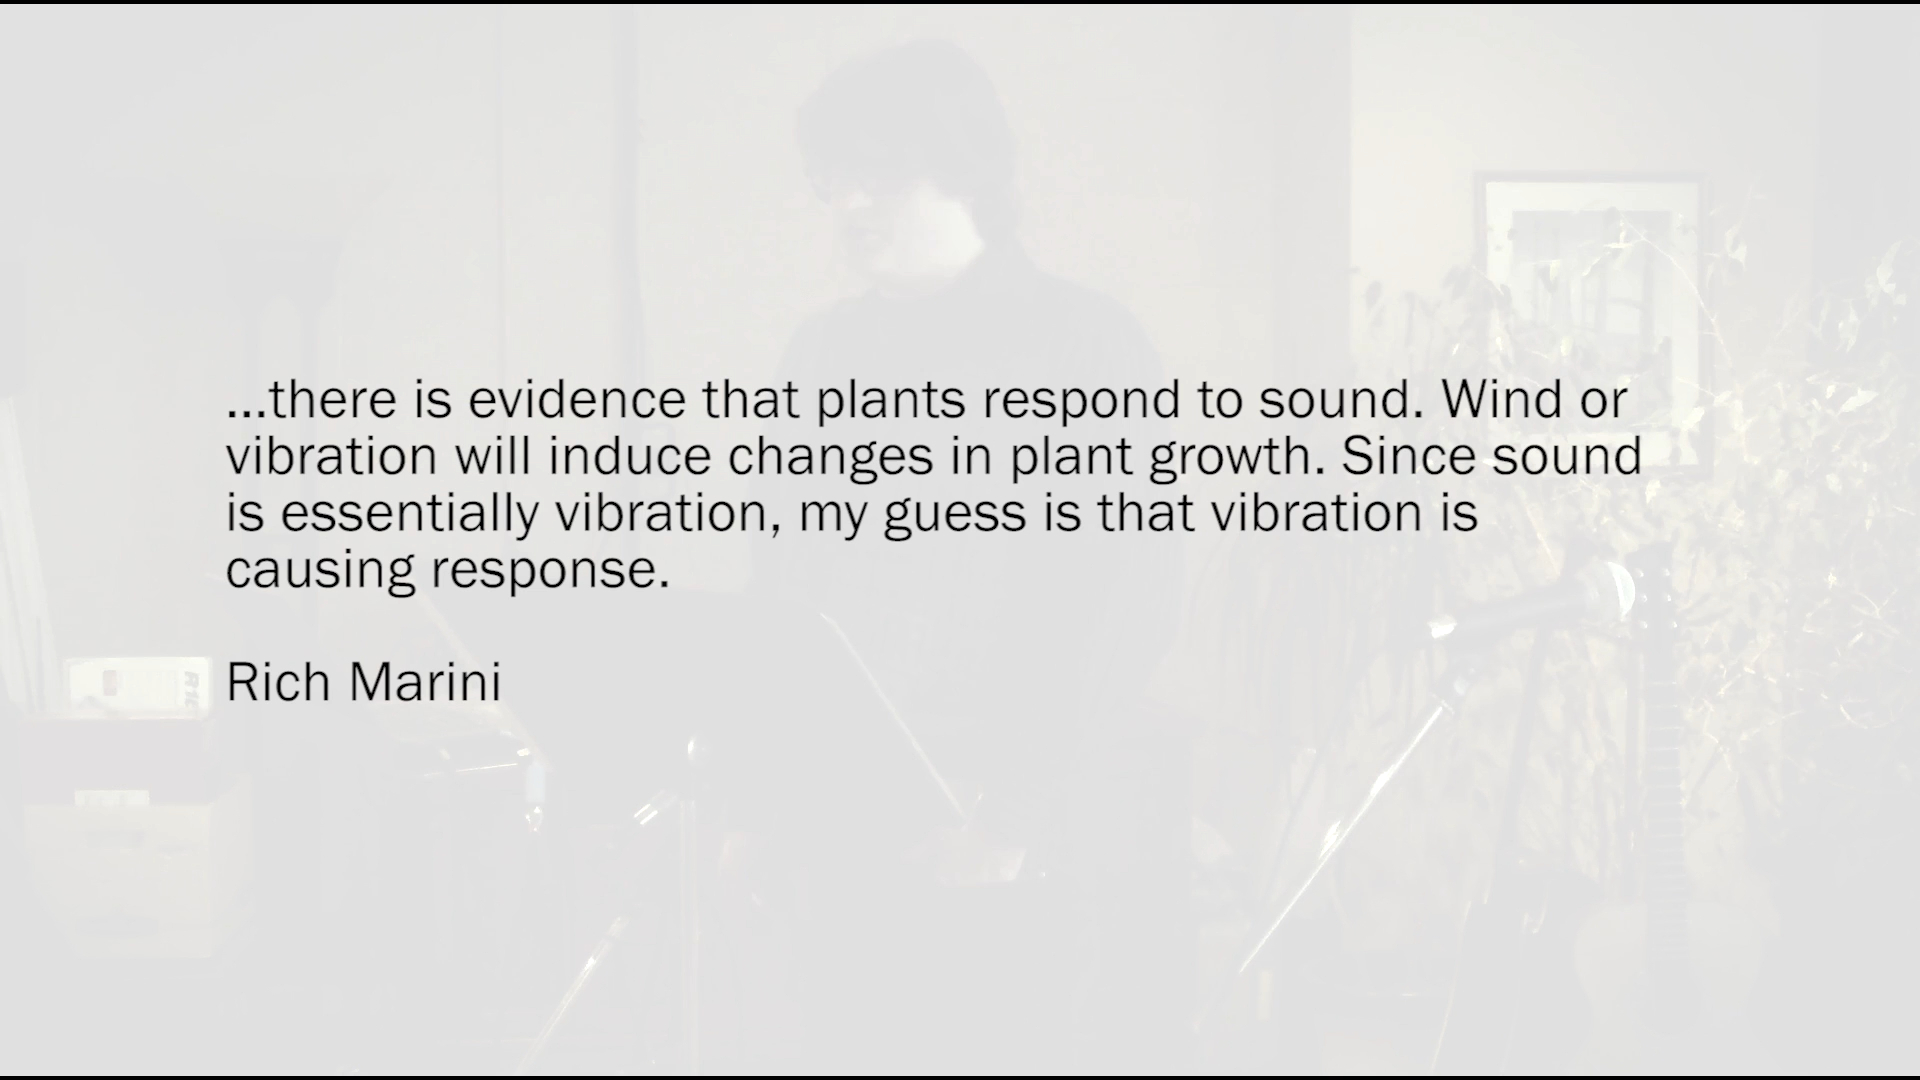 ...there is evidence that plants respond to sound. Wind or
vibration will induce changes in plant growth. Since sound
is essentially vibration, my guess is that vibration is
causing response.
Rich Marini